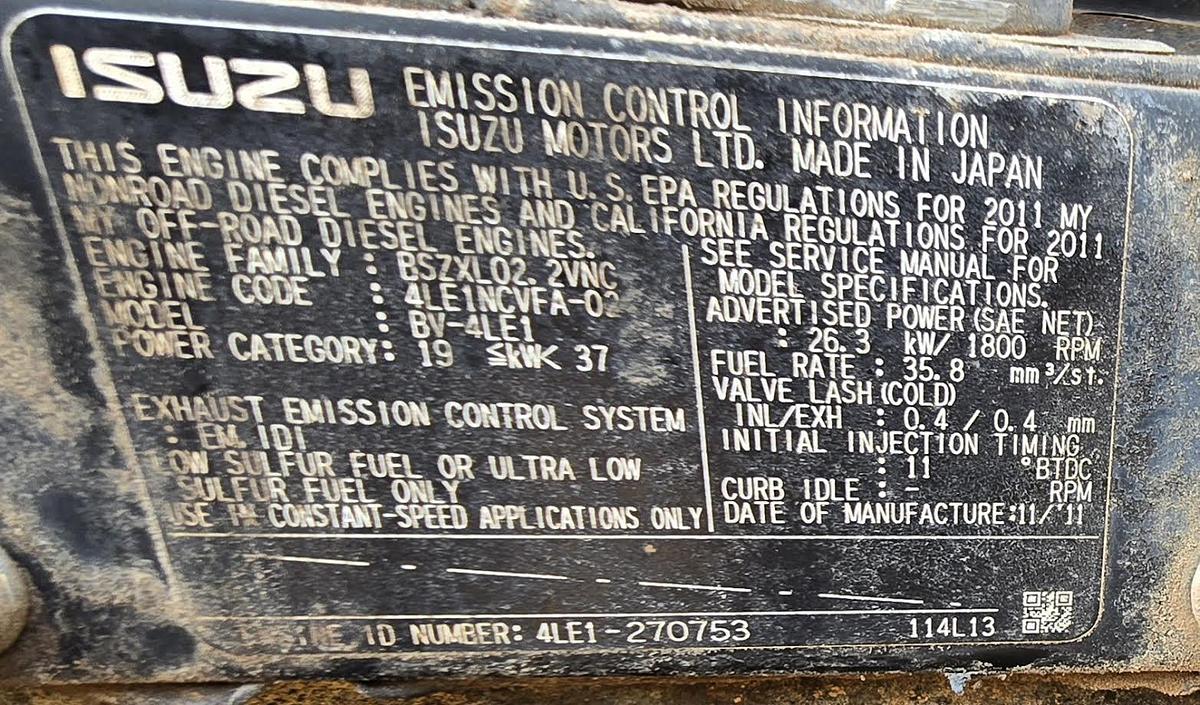 ISUZU EMISSION CONTROL INFORMATION
ISUZU MOTORS LTD. MADE IN JAPAN
THIS ENGINE COMPLIES WITH U.S. EPA REGULATIONS FOR 2011 MY
NONROAD DIESEL ENGINES AND CALIFORNIA REGULATIONS FOR 2011
MY OFF-ROAD DIESEL ENGINES.
ENGINE FAMILY : BSZXL02.2VNC
ENGINE CODE : 4LE1NCVFA-02
MODEL : BV-4LE1
POWER CATEGORY: 19 ≦kW< 37
EXHAUST EMISSION CONTROL SYSTEM
: EM, IDI
LOW SULFUR FUEL OR ULTRA LOW
SULFUR FUEL ONLY
USE IN CONSTANT-SPEED APPLICATIONS ONLY
SEE SERVICE MANUAL FOR
MODEL SPECIFICATIONS.
ADVERTISED POWER (SAE NET)
: 26.3 kW/ 1800 RPM
FUEL RATE : 35.8 mm³/st.
VALVE LASH (COLD)
INL/EXH : 0.4 / 0.4 mm
INITIAL INJECTION TIMING
: 11 °BTDC
CURB IDLE : - RPM
DATE OF MANUFACTURE:11/'11
ENGINE ID NUMBER: 4LE1-270753
114L13